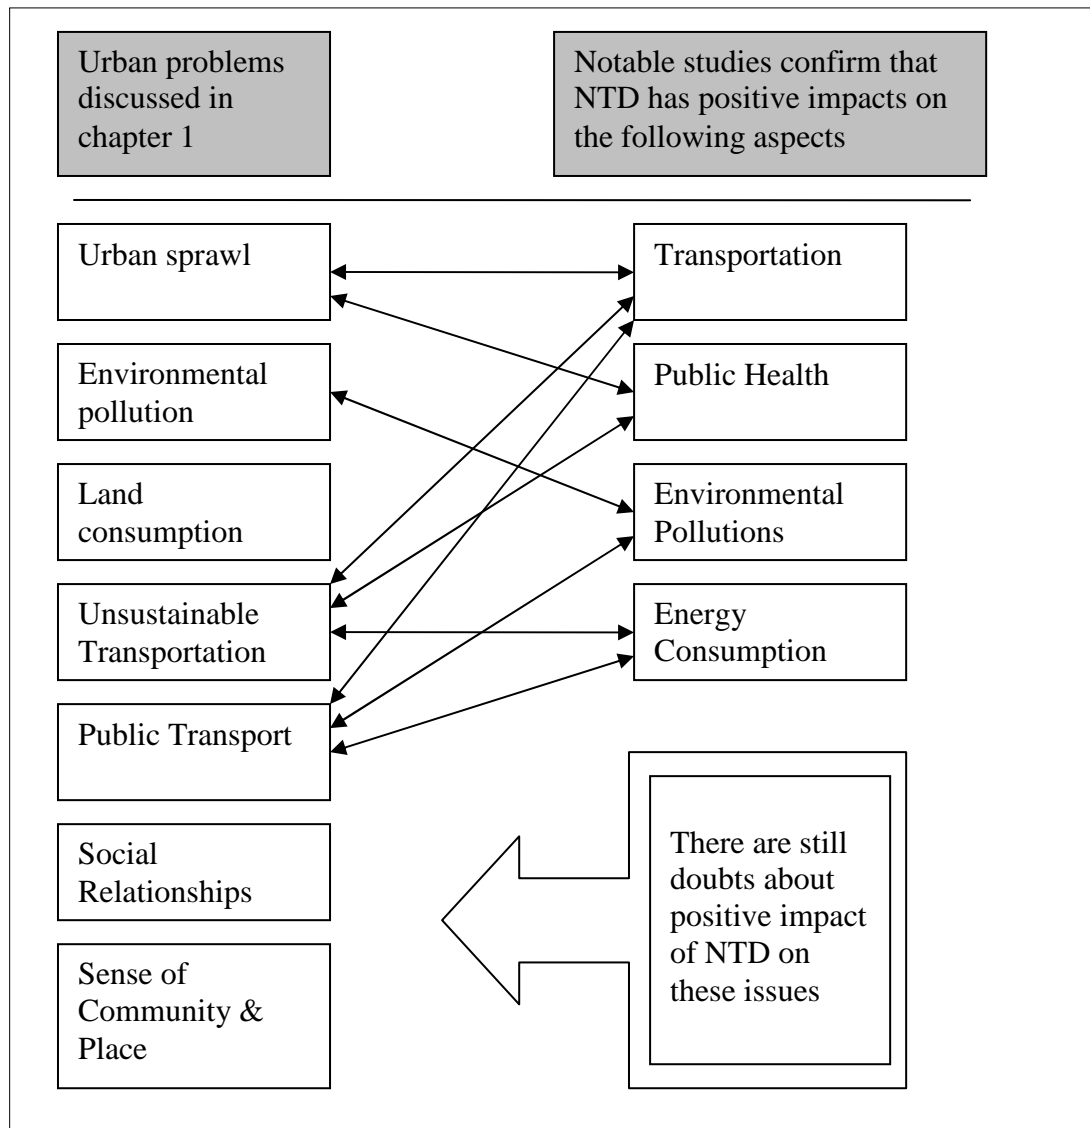 Urban problems
discussed in
chapter 1
Notable studies confirm that
NTD has positive impacts on
the following aspects
Urban sprawl
Transportation
Environmental
pollution
Public Health
Land
consumption
Environmental
Pollutions
Unsustainable
Transportation
Energy
Consumption
Public Transport
Social
Relationships
Sense of
Community &
Place
There are still
doubts about
positive impact
of NTD on
these issues